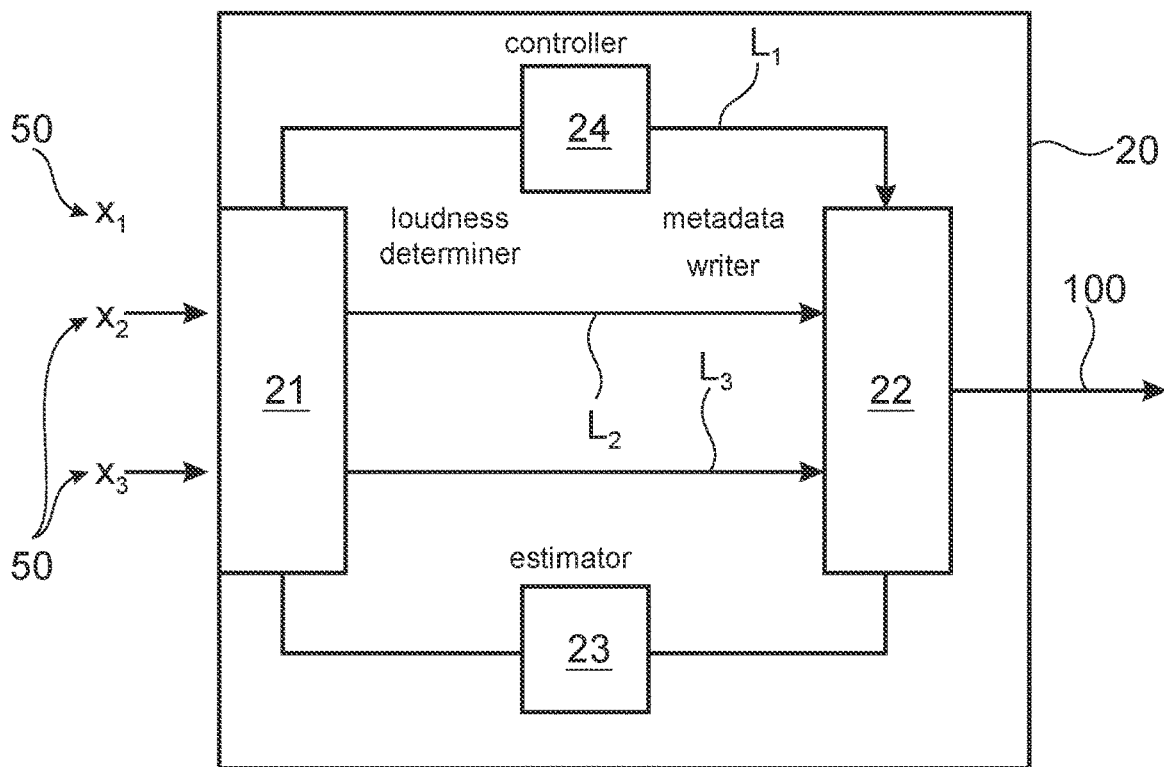 controller
L₁
24
50
20
x₁
loudness
determiner
metadata
writer
100
x₂
21
L₃
22
L₂
x₃
50
estimator
23